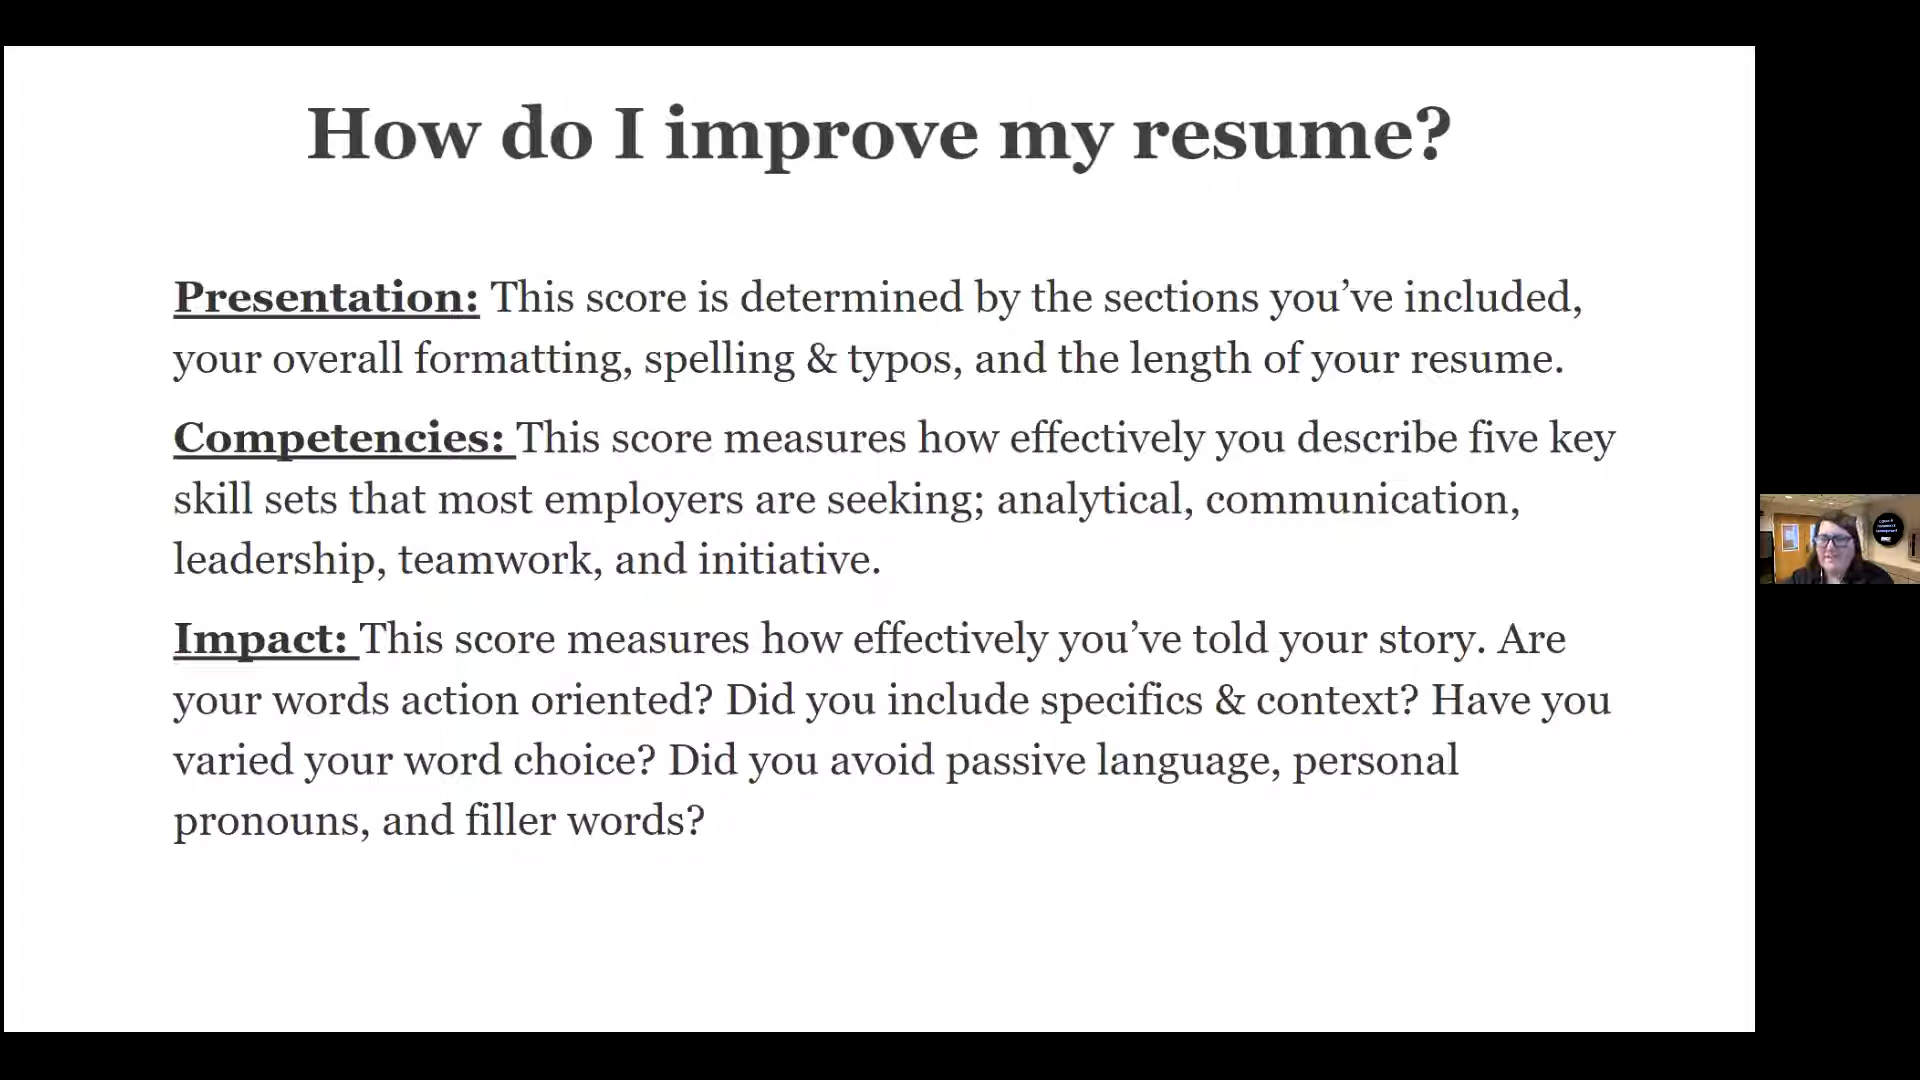 How do I improve my resume?
Presentation: This score is determined by the sections you’ve included,
your overall formatting, spelling & typos, and the length of your resume.
Competencies: This score measures how effectively you describe five key
skill sets that most employers are seeking; analytical, communication,
leadership, teamwork, and initiative.
Impact: This score measures how effectively you’ve told your story. Are
your words action oriented? Did you include specifics & context? Have you
varied your word choice? Did you avoid passive language, personal
pronouns, and filler words?